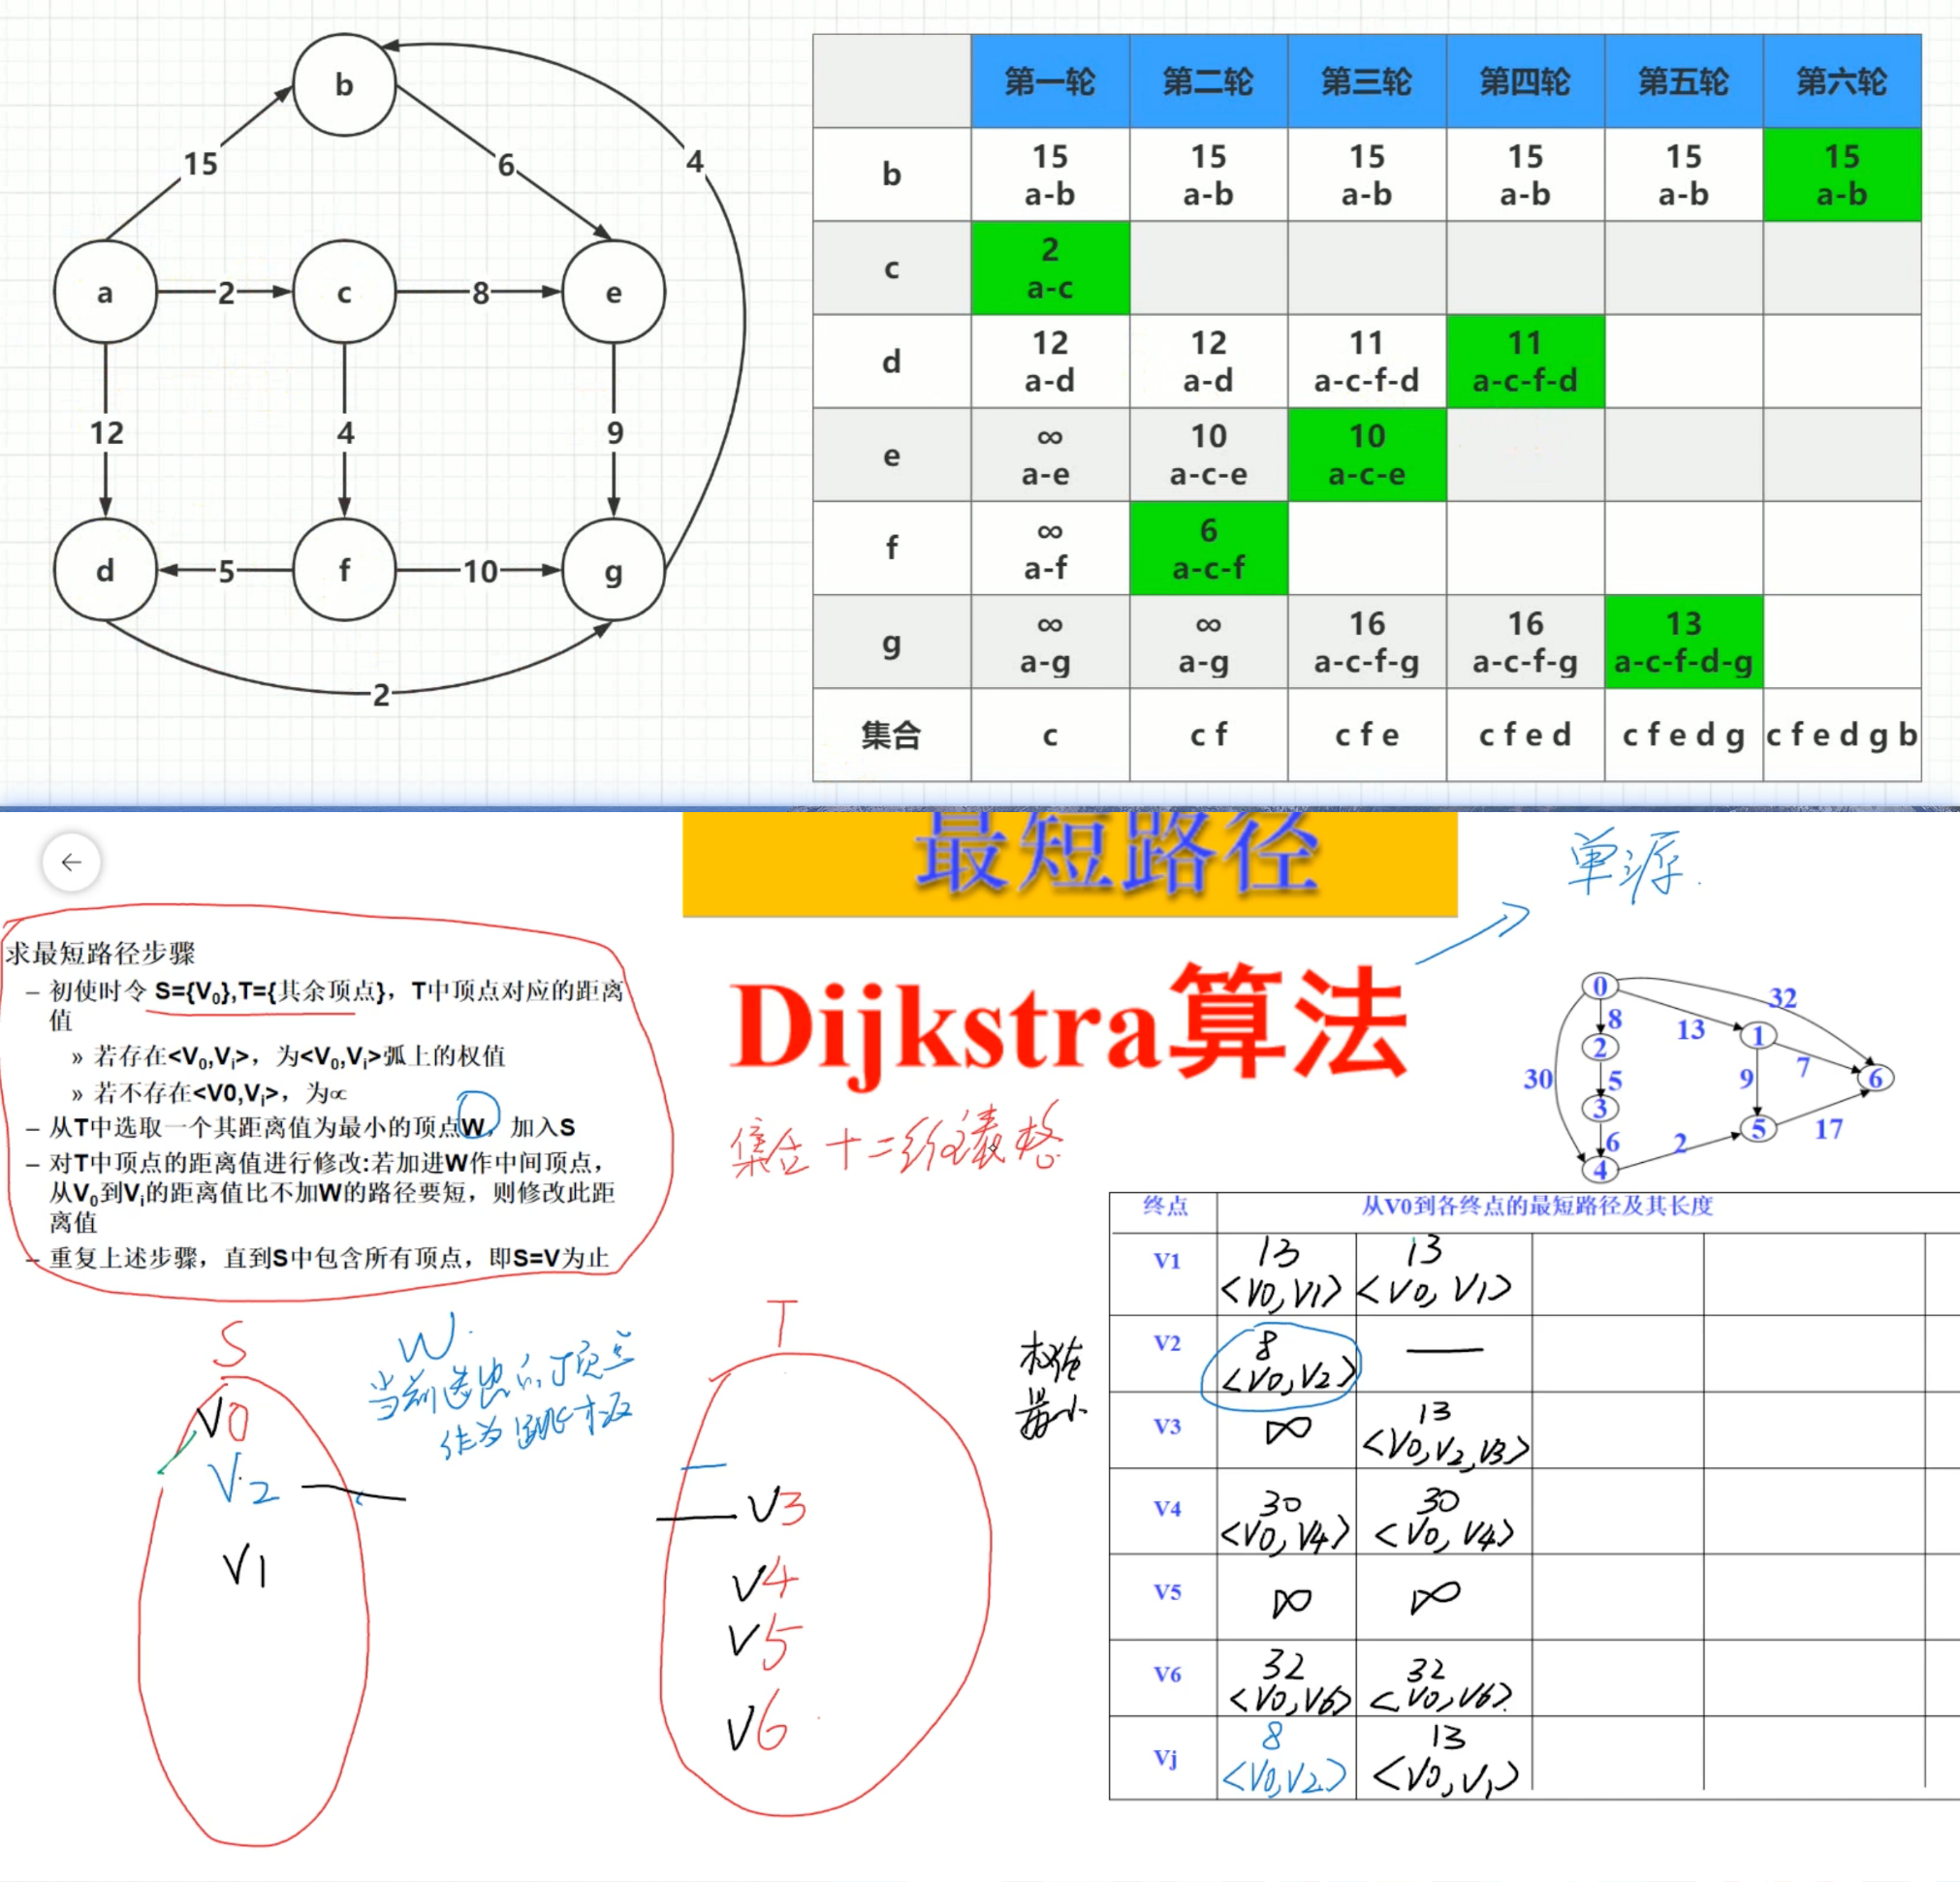 b
15
6
4
a
2
c
8
e
12
4
9
d
5
f
10
g
2
第一轮 第二轮 第三轮 第四轮 第五轮 第六轮
b 15 a-b 15 a-b 15 a-b 15 a-b 15 a-b 15 a-b
c 2 a-c
d 12 a-d 12 a-d 11 a-c-f-d 11 a-c-f-d
e ∞ a-e 10 a-c-e 10 a-c-e
f ∞ a-f 6 a-c-f
g ∞ a-g ∞ a-g 16 a-c-f-g 16 a-c-f-g 13 a-c-f-d-g
集合 c c f c f e c f e d c f e d g c f e d g b
最短路径
单源.
求最短路径步骤
– 初使时令 S={V₀},T={其余顶点}，T中顶点对应的距离
值
» 若存在<V₀,Vᵢ>，为<V₀,Vᵢ>弧上的权值
» 若不存在<V0,Vᵢ>，为∝
– 从T中选取一个其距离值为最小的顶点W，加入S
– 对T中顶点的距离值进行修改:若加进W作中间顶点，
从V₀到Vᵢ的距离值比不加W的路径要短，则修改此距
离值
– 重复上述步骤，直到S中包含所有顶点，即S=V为止
Dijkstra算法
集合十二维表格
0
32
8
13
1
2
7
30
5
9
6
3
6
2
5
17
4
S
V0
V2
V1
W.
当前选出的顶点
作为跳板
T
V3
V4
V5
V6
权值
最小
终点 从V0到各终点的最短路径及其长度
V1 13 <V0,V1> 13 <V0,V1>
V2 8 <V0,V2> —
V3 ∞ 13 <V0,V2,V3>
V4 30 <V0,V4> 30 <V0,V4>
V5 ∞ ∞
V6 32 <V0,V6> 32 <V0,V6>
Vj 8 <V0,V2> 13 <V0,V1>